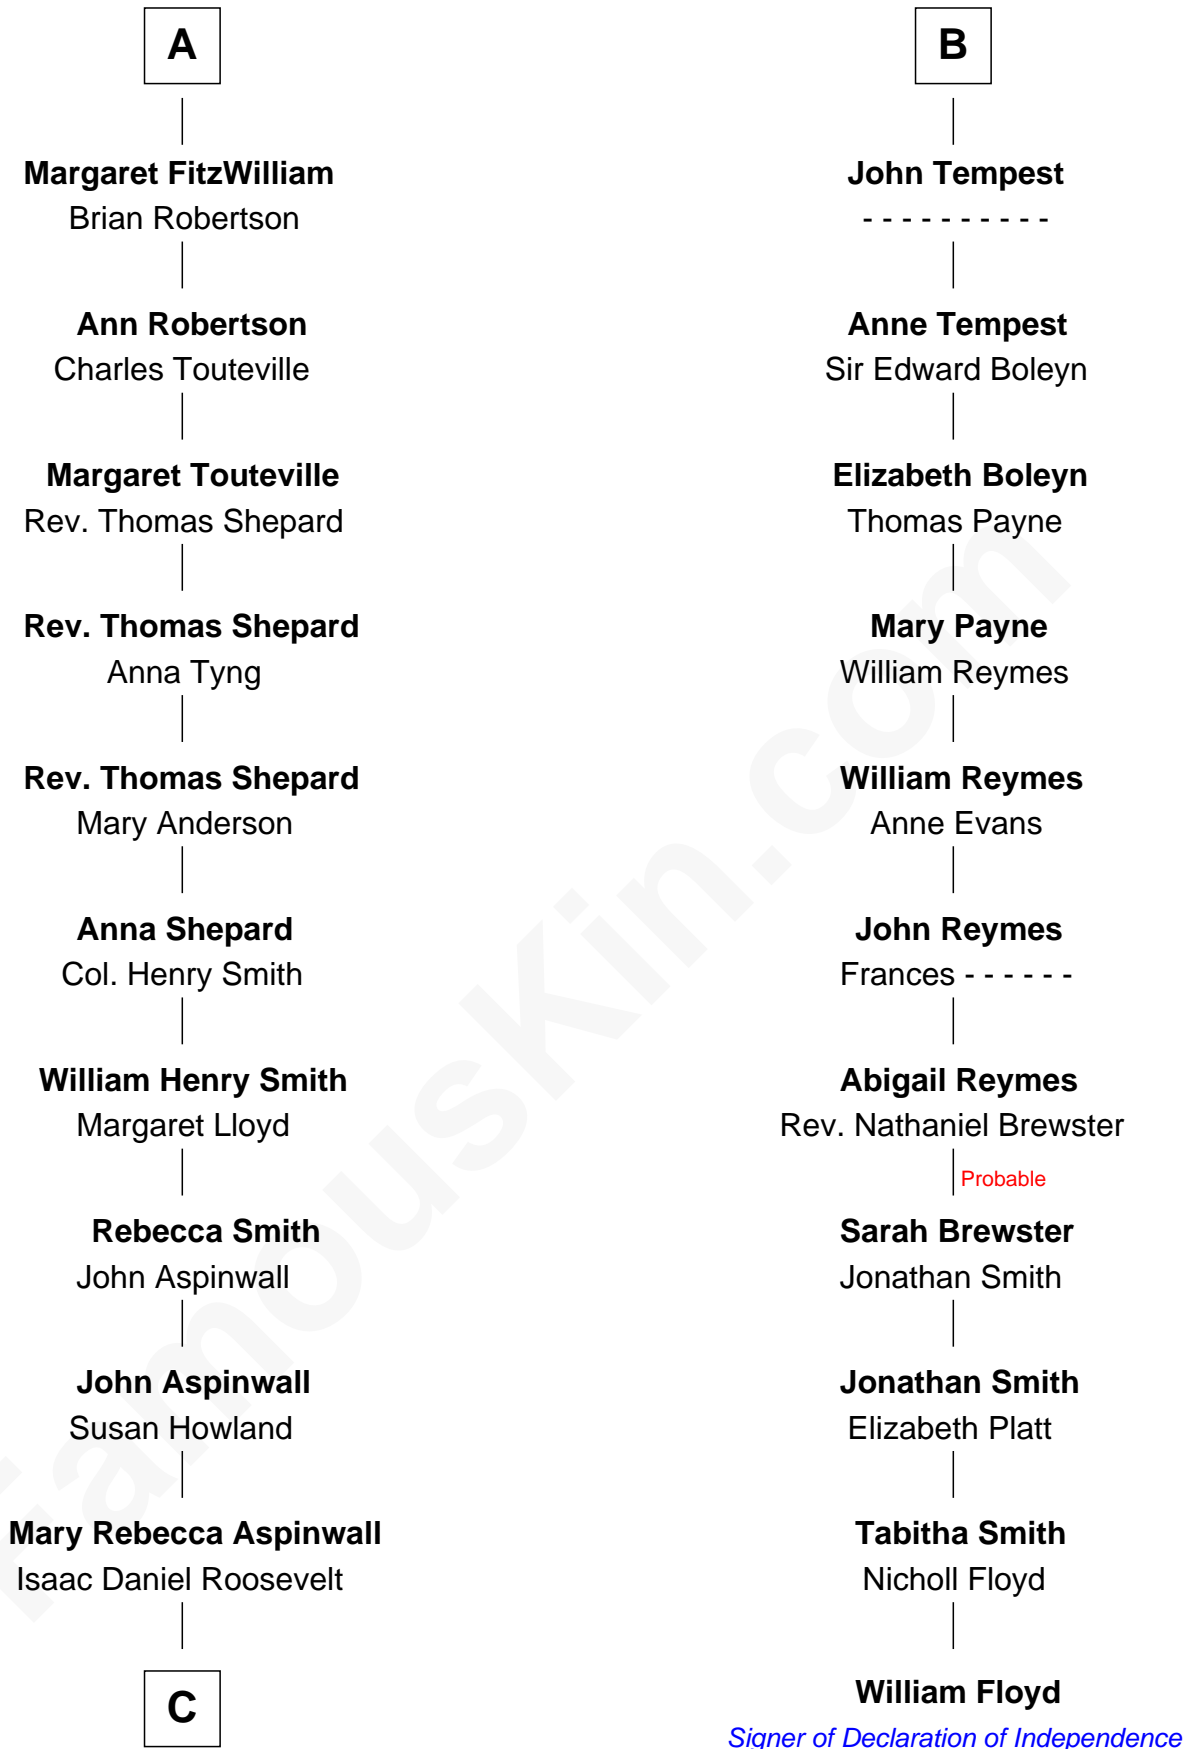 A
Margaret FitzWilliam
Brian Robertson
Ann Robertson
Charles Touteville
Margaret Touteville
Rev. Thomas Shepard
Rev. Thomas Shepard
Anna Tyng
Rev. Thomas Shepard
Mary Anderson
Anna Shepard
Col. Henry Smith
William Henry Smith
Margaret Lloyd
Rebecca Smith
John Aspinwall
John Aspinwall
Susan Howland
Mary Rebecca Aspinwall
Isaac Daniel Roosevelt
C
B
John Tempest
- - - - - - - - - -
Anne Tempest
Sir Edward Boleyn
Elizabeth Boleyn
Thomas Payne
Mary Payne
William Reymes
William Reymes
Anne Evans
John Reymes
Frances - - - - - -
Abigail Reymes
Rev. Nathaniel Brewster
Probable
Sarah Brewster
Jonathan Smith
Jonathan Smith
Elizabeth Platt
Tabitha Smith
Nicholl Floyd
William Floyd
Signer of Declaration of Independence
FamousKin.com